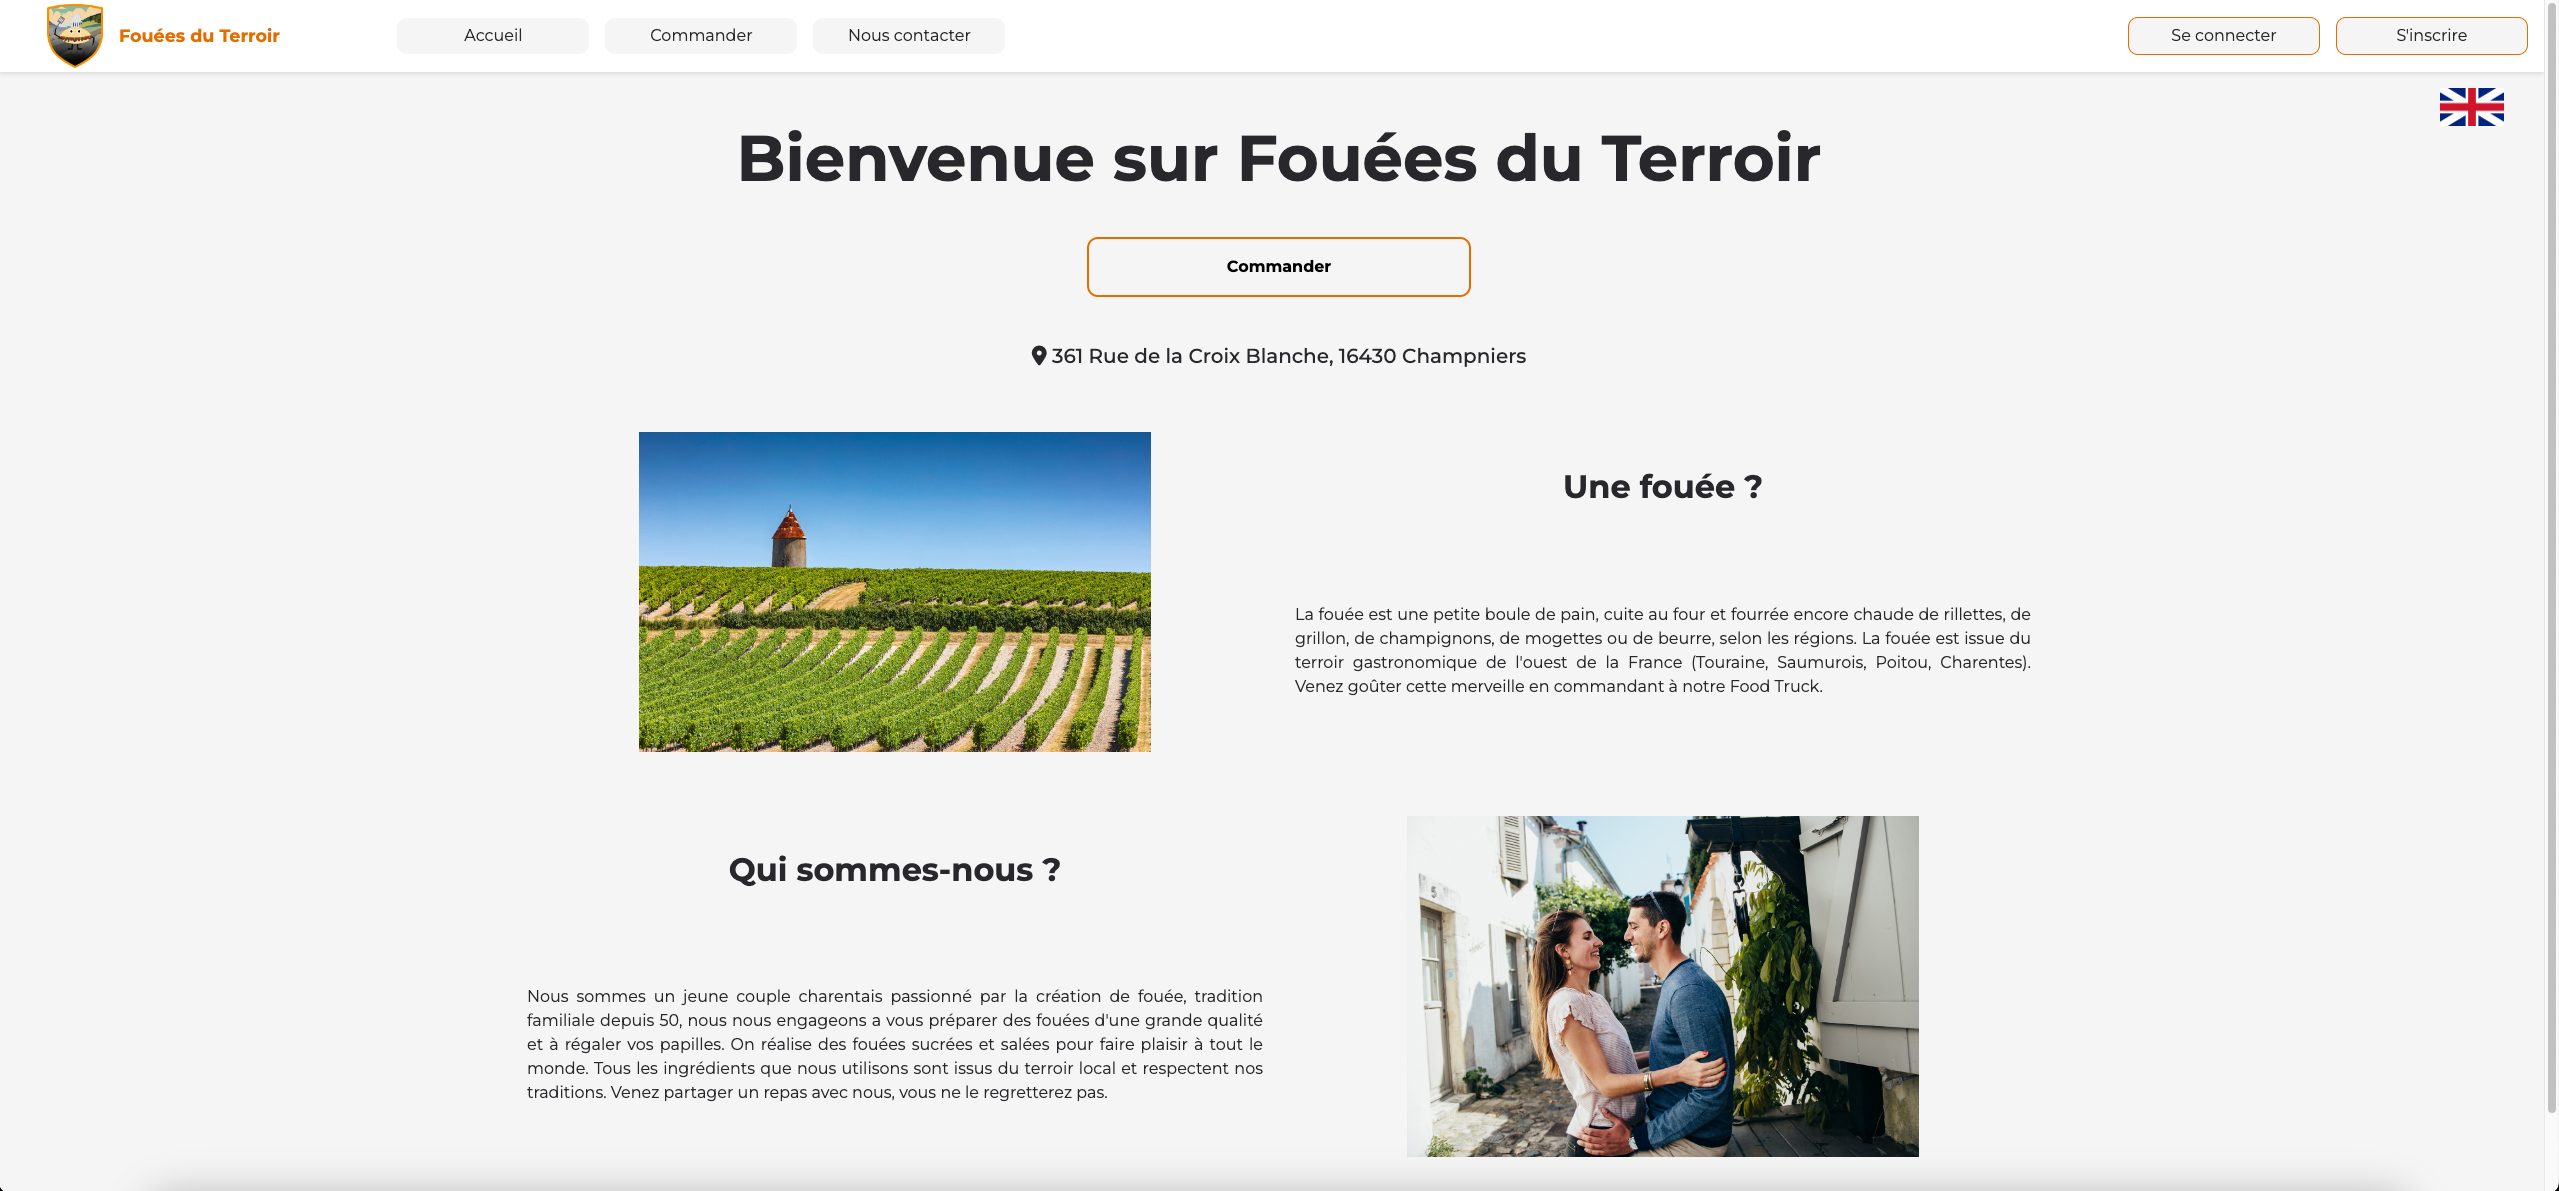 Fouées du Terroir
Accueil
Commander
Nous contacter
Se connecter
S'inscrire
Bienvenue sur Fouées du Terroir
Commander
361 Rue de la Croix Blanche, 16430 Champniers
Une fouée ?
La fouée est une petite boule de pain, cuite au four et fourrée encore chaude de rillettes, de
grillon, de champignons, de mogettes ou de beurre, selon les régions. La fouée est issue du
terroir gastronomique de l'ouest de la France (Touraine, Saumurois, Poitou, Charentes).
Venez goûter cette merveille en commandant à notre Food Truck.
Qui sommes-nous ?
Nous sommes un jeune couple charentais passionné par la création de fouée, tradition
familiale depuis 50, nous nous engageons a vous préparer des fouées d'une grande qualité
et à régaler vos papilles. On réalise des fouées sucrées et salées pour faire plaisir à tout le
monde. Tous les ingrédients que nous utilisons sont issus du terroir local et respectent nos
traditions. Venez partager un repas avec nous, vous ne le regretterez pas.
5